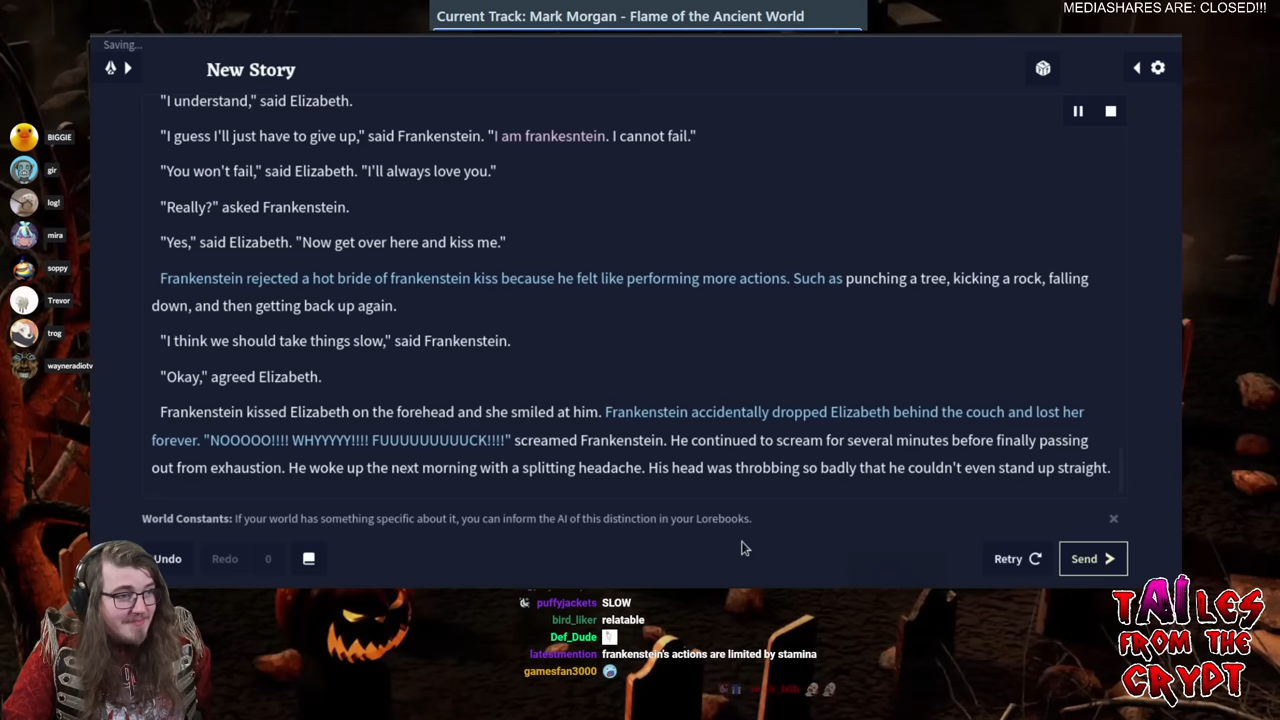 Current Track: Mark Morgan - Flame of the Ancient World
MEDIASHARES ARE: CLOSED!!!
Saving...
New Story
"I understand," said Elizabeth.
"I guess I'll just have to give up," said Frankenstein. "I am frakesntein. I cannot fail."
"You won't fail," said Elizabeth. "I'll always love you."
"Really?" asked Frankenstein.
"Yes," said Elizabeth. "Now get over here and kiss me."
Frankenstein rejected a hot bride of frankenstein kiss because he felt like performing more actions. Such as punching a tree, kicking a rock, falling
down, and then getting back up again.
"I think we should take things slow," said Frankenstein.
"Okay," agreed Elizabeth.
Frankenstein kissed Elizabeth on the forehead and she smiled at him. Frankenstein accidentally dropped Elizabeth behind the couch and lost her
forever. "NOOOOO!!!! WHYYYYY!!!! FUUUUUUUUUCK!!!!" screamed Frankenstein. He continued to scream for several minutes before finally passing
out from exhaustion. He woke up the next morning with a splitting headache. His head was throbbing so badly that he couldn't even stand up straight.
World Constants: If your world has something specific about it, you can inform the AI of this distinction in your Lorebooks.
Undo
Redo
0
Retry
Send
BIGGIE
gir
log!
mira
soppy
Trevor
trog
wayneradiotv
puffyjackets SLOW
bird_liker relatable
Def_Dude
latestmention frankenstein's actions are limited by stamina
gamesfan3000
TAILES
FROM THE
CRYPT